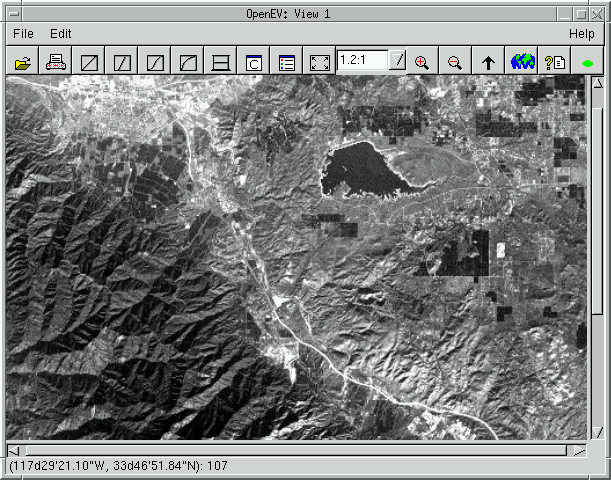 OpenEV: View 1
File Edit Help
C 1.2:1 ?
(117d29'21.10"W, 33d46'51.84"N): 107